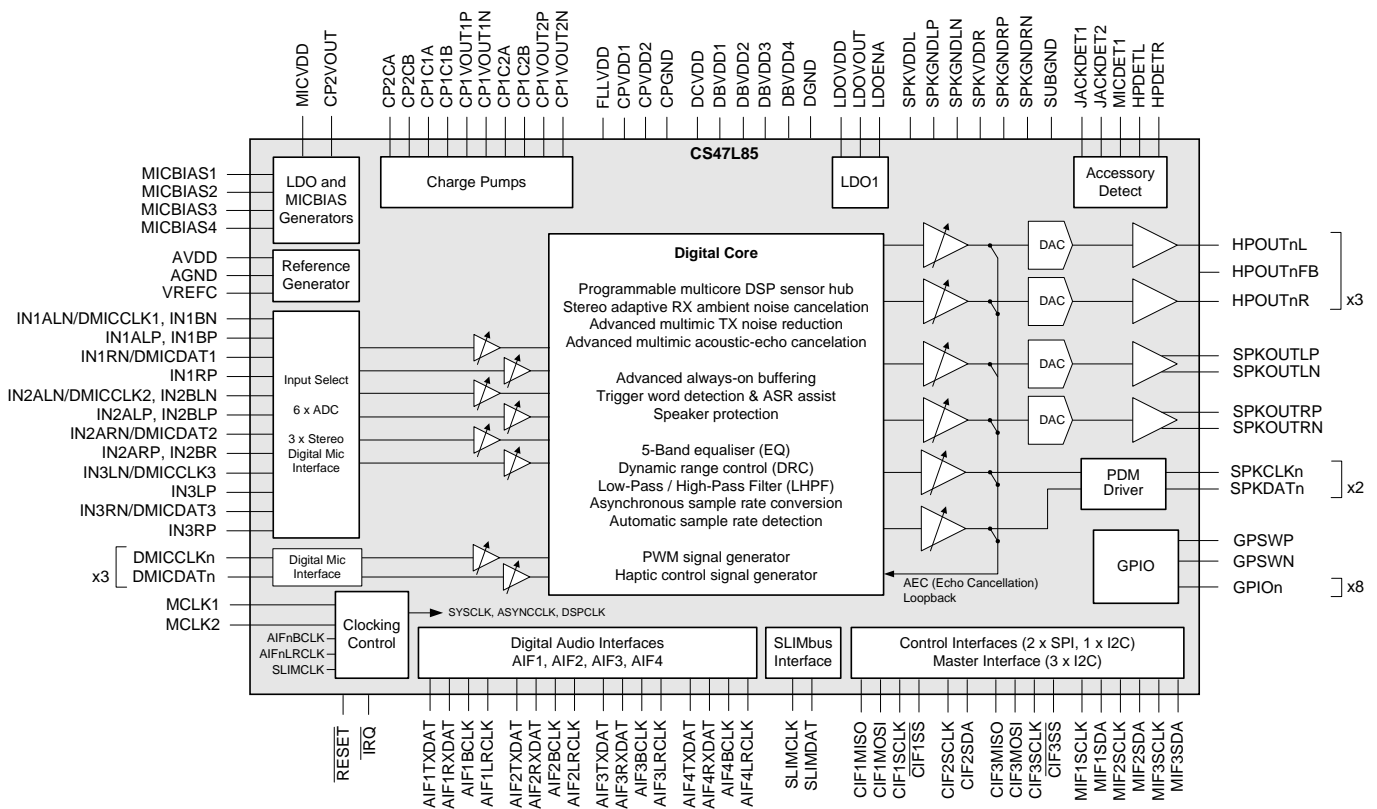 MICVDD
CP2VOUT
CP2CA
CP2CB
CP1C1A
CP1C1B
CP1VOUT1P
CP1VOUT1N
CP1C2A
CP1C2B
CP1VOUT2P
CP1VOUT2N
FLLVDD
CPVDD1
CPVDD2
CPGND
DCVDD
DBVDD1
DBVDD2
DBVDD3
DBVDD4
DGND
LDOVDD
LDOVOUT
LDOENA
SPKVDDL
SPKGNDLP
SPKGNDLN
SPKVDDR
SPKGNDRP
SPKGNDRN
SUBGND
JACKDET1
JACKDET2
MICDET1
HPDETL
HPDETR
CS47L85
MICBIAS1
MICBIAS2
MICBIAS3
MICBIAS4
LDO and
MICBIAS
Generators
Charge Pumps
LDO1
Accessory
Detect
AVDD
AGND
VREFC
Reference
Generator
IN1ALN/DMICCLK1, IN1BN
IN1ALP, IN1BP
IN1RN/DMICDAT1
IN1RP
IN2ALN/DMICCLK2, IN2BLN
IN2ALP, IN2BLP
IN2ARN/DMICDAT2
IN2ARP, IN2BR
IN3LN/DMICCLK3
IN3LP
IN3RN/DMICDAT3
IN3RP
Input Select
6 x ADC
3 x Stereo
Digital Mic
Interface
x3
DMICCLKn
DMICDATn
Digital Mic
Interface
MCLK1
MCLK2
AIFnBCLK
AIFnLRCLK
SLIMCLK
Clocking
Control
SYSCLK, ASYNCCLK, DSPCLK
Digital Core
Programmable multicore DSP sensor hub
Stereo adaptive RX ambient noise cancelation
Advanced multimic TX noise reduction
Advanced multimic acoustic-echo cancelation
Advanced always-on buffering
Trigger word detection & ASR assist
Speaker protection
5-Band equaliser (EQ)
Dynamic range control (DRC)
Low-Pass / High-Pass Filter (LHPF)
Asynchronous sample rate conversion
Automatic sample rate detection
PWM signal generator
Haptic control signal generator
AEC (Echo Cancellation)
Loopback
DAC
DAC
DAC
DAC
HPOUTnL
HPOUTnFB
HPOUTnR
x3
SPKOUTLP
SPKOUTLN
SPKOUTRP
SPKOUTRN
PDM
Driver
SPKCLKn
SPKDATn
x2
GPIO
GPSWP
GPSWN
GPIOn
x8
Digital Audio Interfaces
AIF1, AIF2, AIF3, AIF4
SLIMbus
Interface
Control Interfaces (2 x SPI, 1 x I2C)
Master Interface (3 x I2C)
RESET
IRQ
AIF1TXDAT
AIF1RXDAT
AIF1BCLK
AIF1LRCLK
AIF2TXDAT
AIF2RXDAT
AIF2BCLK
AIF2LRCLK
AIF3TXDAT
AIF3RXDAT
AIF3BCLK
AIF3LRCLK
AIF4TXDAT
AIF4RXDAT
AIF4BCLK
AIF4LRCLK
SLIMCLK
SLIMDAT
CIF1MISO
CIF1MOSI
CIF1SCLK
CIF1SS
CIF2SCLK
CIF2SDA
CIF3MISO
CIF3MOSI
CIF3SCLK
CIF3SS
MIF1SCLK
MIF1SDA
MIF2SCLK
MIF2SDA
MIF3SCLK
MIF3SDA